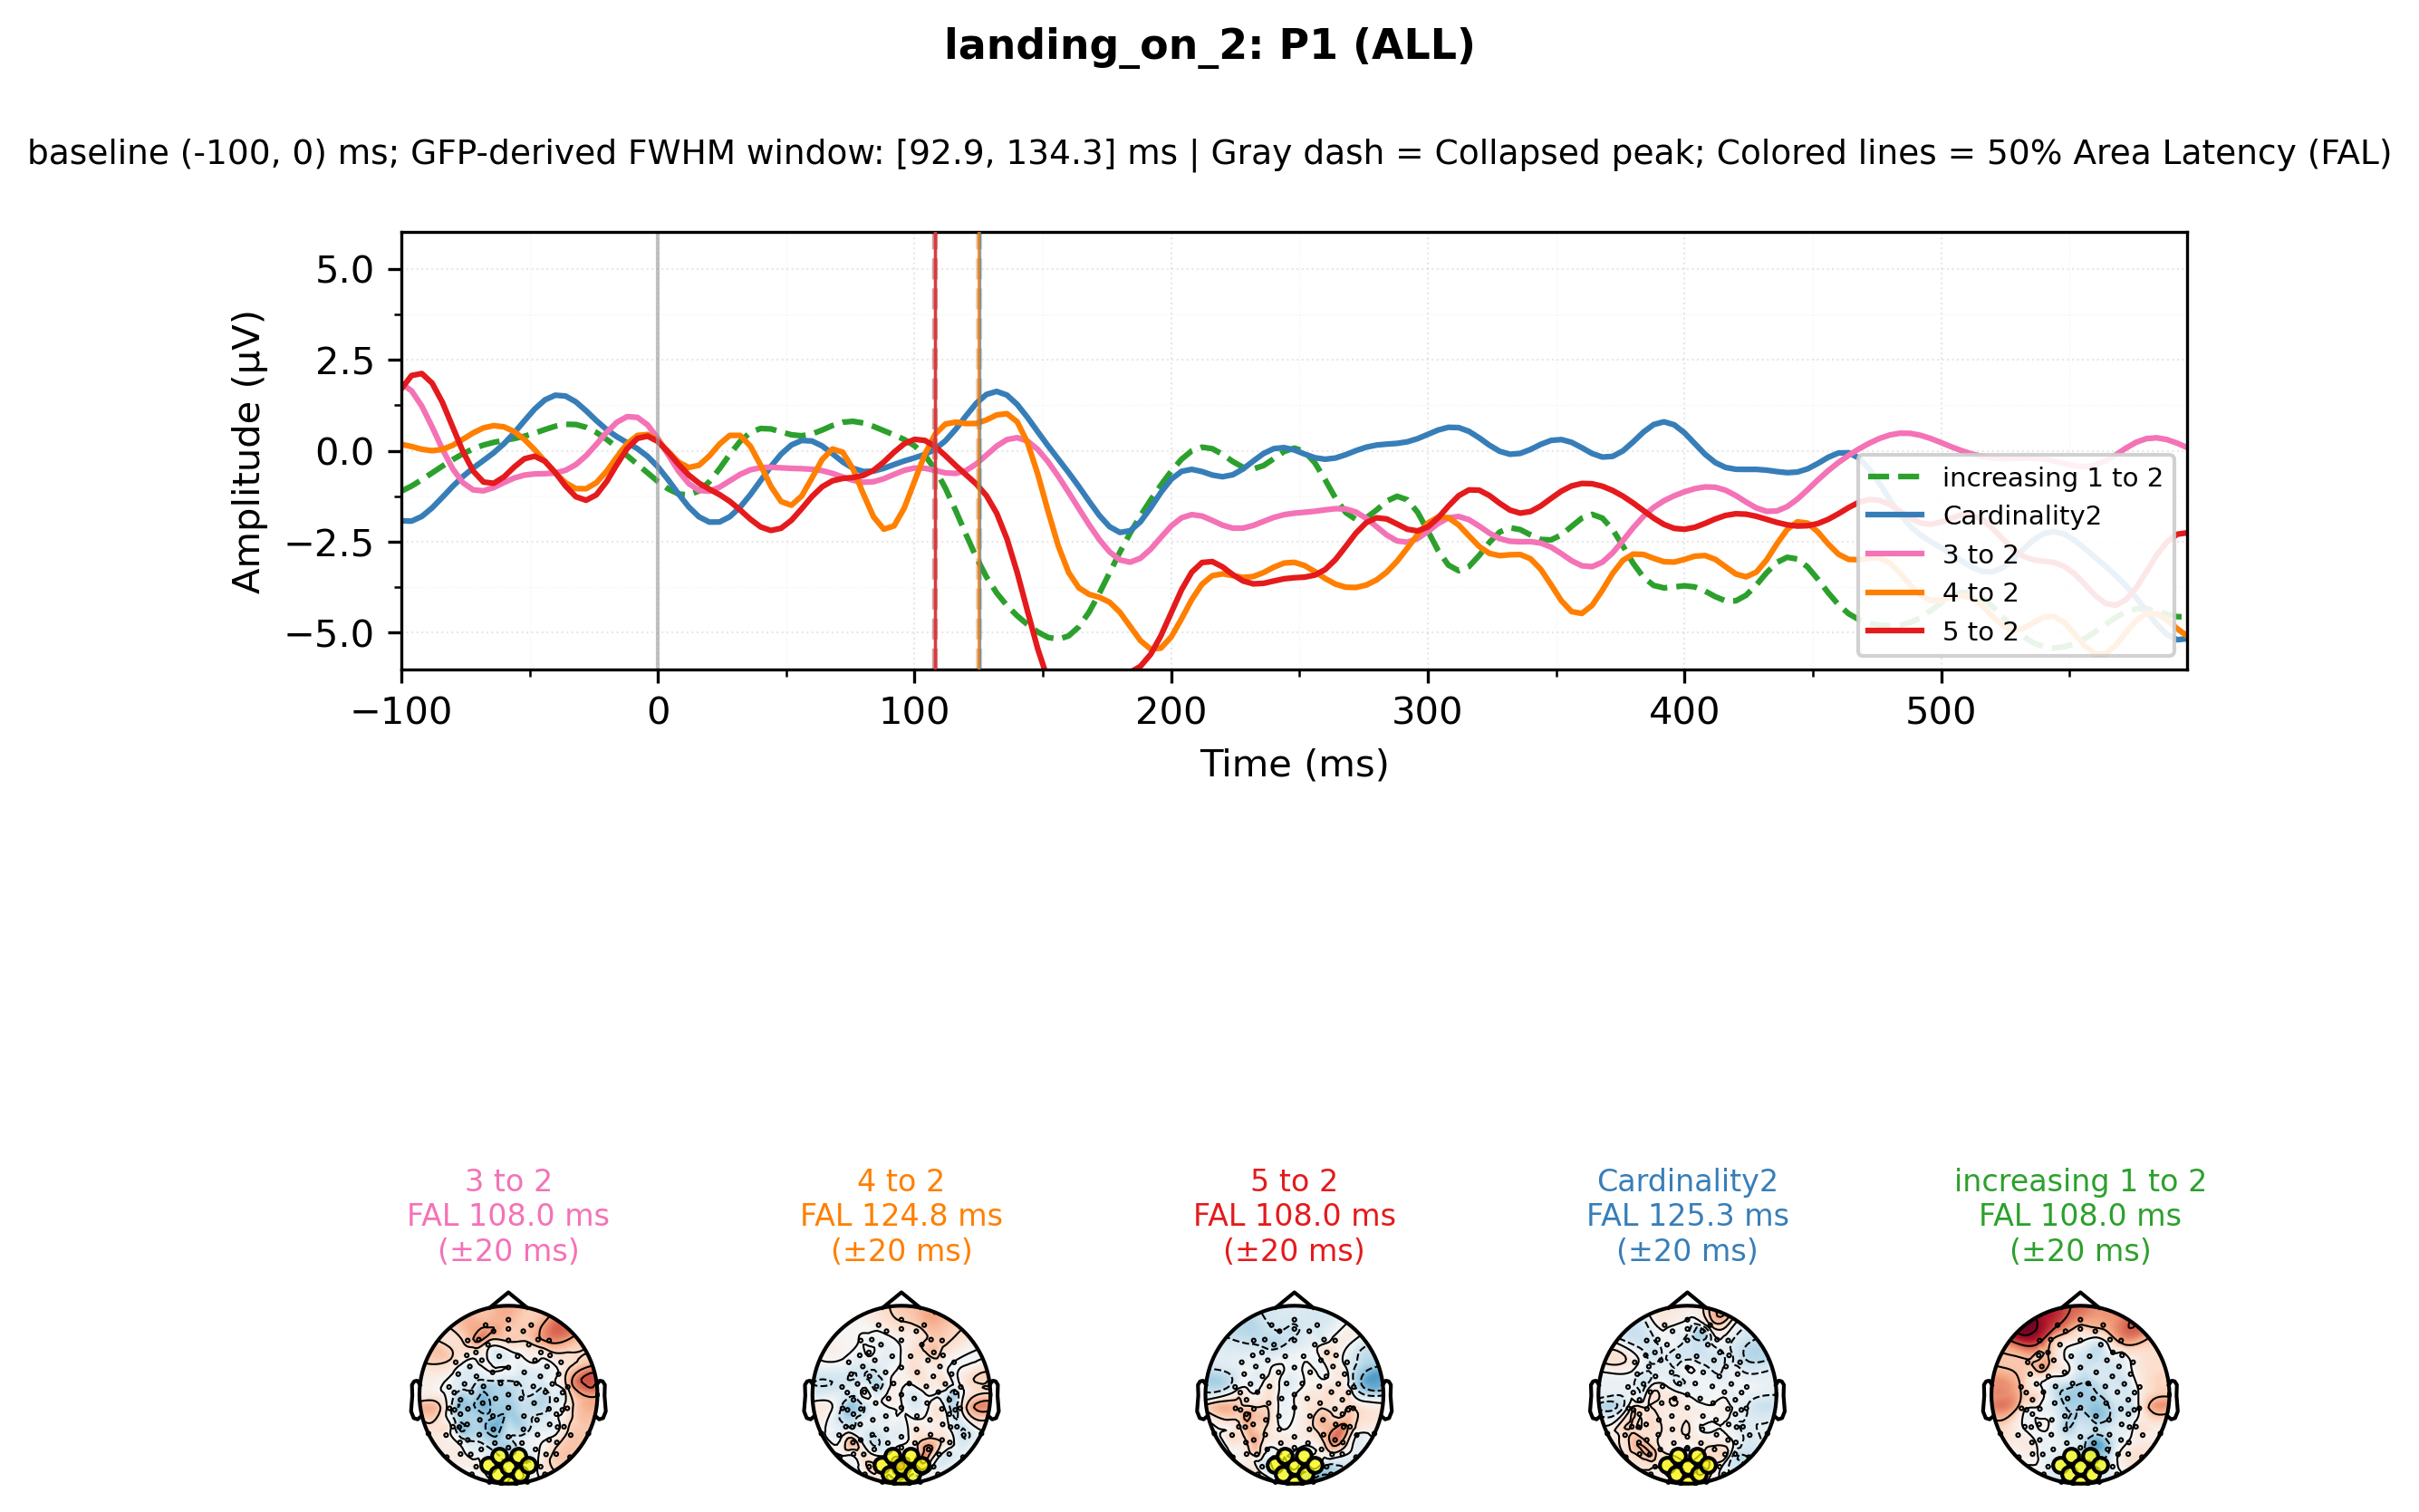 landing_on_2: P1 (ALL)
baseline (-100, 0) ms; GFP-derived FWHM window: [92.9, 134.3] ms | Gray dash = Collapsed peak; Colored lines = 50% Area Latency (FAL)
Amplitude (µV)
5.0
2.5
0.0
−2.5
−5.0
increasing 1 to 2
Cardinality2
3 to 2
4 to 2
5 to 2
−100 0 100 200 300 400 500
Time (ms)
3 to 2
FAL 108.0 ms
(±20 ms)
4 to 2
FAL 124.8 ms
(±20 ms)
5 to 2
FAL 108.0 ms
(±20 ms)
Cardinality2
FAL 125.3 ms
(±20 ms)
increasing 1 to 2
FAL 108.0 ms
(±20 ms)